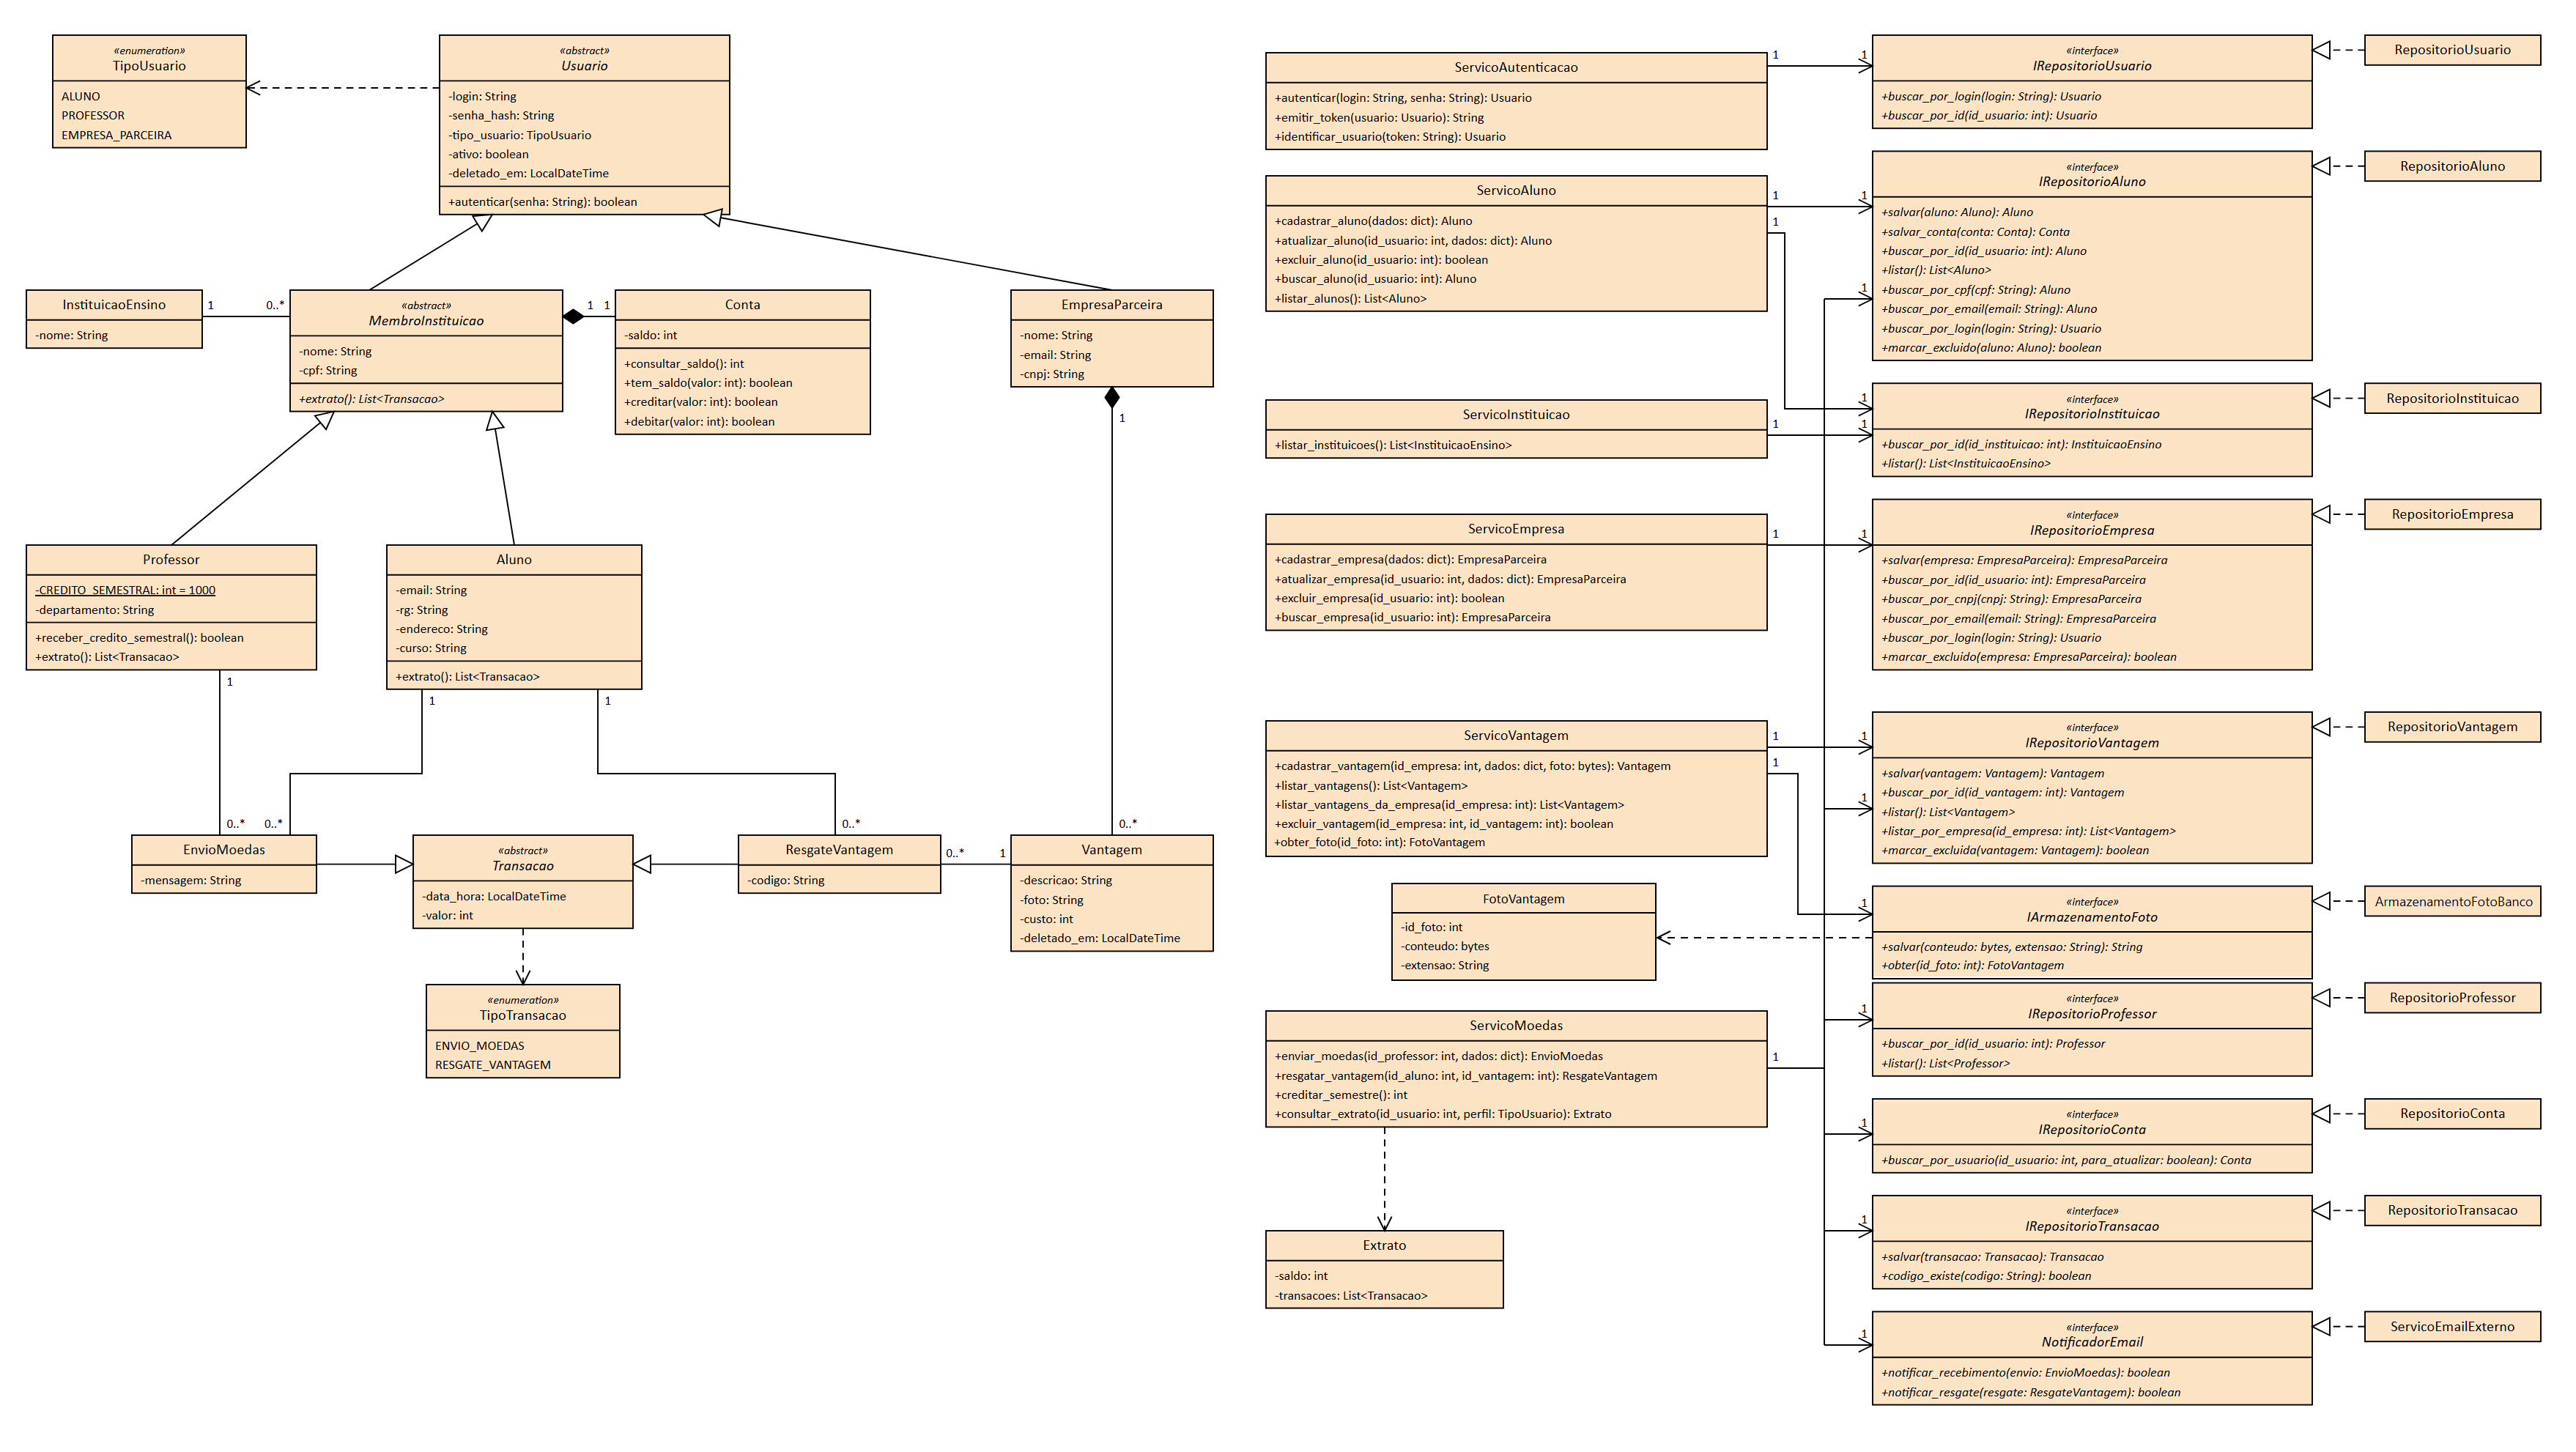 «enumeration»
TipoUsuario
ALUNO
PROFESSOR
EMPRESA_PARCEIRA
«abstract»
Usuario
-login: String
-senha_hash: String
-tipo_usuario: TipoUsuario
-ativo: boolean
-deletado_em: LocalDateTime
+autenticar(senha: String): boolean
InstituicaoEnsino
-nome: String
1
0..*
«abstract»
MembroInstituicao
-nome: String
-cpf: String
+extrato(): List<Transacao>
1
1
Conta
-saldo: int
+consultar_saldo(): int
+tem_saldo(valor: int): boolean
+creditar(valor: int): boolean
+debitar(valor: int): boolean
EmpresaParceira
-nome: String
-email: String
-cnpj: String
1
Professor
-CREDITO_SEMESTRAL: int = 1000
-departamento: String
+receber_credito_semestral(): boolean
+extrato(): List<Transacao>
1
Aluno
-email: String
-rg: String
-endereco: String
-curso: String
+extrato(): List<Transacao>
1
1
0..*
0..*
0..*
0..*
EnvioMoedas
-mensagem: String
«abstract»
Transacao
-data_hora: LocalDateTime
-valor: int
ResgateVantagem
-codigo: String
0..*
1
Vantagem
-descricao: String
-foto: String
-custo: int
-deletado_em: LocalDateTime
«enumeration»
TipoTransacao
ENVIO_MOEDAS
RESGATE_VANTAGEM
ServicoAutenticacao
+autenticar(login: String, senha: String): Usuario
+emitir_token(usuario: Usuario): String
+identificar_usuario(token: String): Usuario
1
1
«interface»
IRepositorioUsuario
+buscar_por_login(login: String): Usuario
+buscar_por_id(id_usuario: int): Usuario
RepositorioUsuario
ServicoAluno
+cadastrar_aluno(dados: dict): Aluno
+atualizar_aluno(id_usuario: int, dados: dict): Aluno
+excluir_aluno(id_usuario: int): boolean
+buscar_aluno(id_usuario: int): Aluno
+listar_alunos(): List<Aluno>
1
1
1
1
«interface»
IRepositorioAluno
+salvar(aluno: Aluno): Aluno
+salvar_conta(conta: Conta): Conta
+buscar_por_id(id_usuario: int): Aluno
+listar(): List<Aluno>
+buscar_por_cpf(cpf: String): Aluno
+buscar_por_email(email: String): Aluno
+buscar_por_login(login: String): Usuario
+marcar_excluido(aluno: Aluno): boolean
RepositorioAluno
ServicoInstituicao
+listar_instituicoes(): List<InstituicaoEnsino>
1
1
1
«interface»
IRepositorioInstituicao
+buscar_por_id(id_instituicao: int): InstituicaoEnsino
+listar(): List<InstituicaoEnsino>
RepositorioInstituicao
ServicoEmpresa
+cadastrar_empresa(dados: dict): EmpresaParceira
+atualizar_empresa(id_usuario: int, dados: dict): EmpresaParceira
+excluir_empresa(id_usuario: int): boolean
+buscar_empresa(id_usuario: int): EmpresaParceira
1
1
«interface»
IRepositorioEmpresa
+salvar(empresa: EmpresaParceira): EmpresaParceira
+buscar_por_id(id_usuario: int): EmpresaParceira
+buscar_por_cnpj(cnpj: String): EmpresaParceira
+buscar_por_email(email: String): EmpresaParceira
+buscar_por_login(login: String): Usuario
+marcar_excluido(empresa: EmpresaParceira): boolean
RepositorioEmpresa
ServicoVantagem
+cadastrar_vantagem(id_empresa: int, dados: dict, foto: bytes): Vantagem
+listar_vantagens(): List<Vantagem>
+listar_vantagens_da_empresa(id_empresa: int): List<Vantagem>
+excluir_vantagem(id_empresa: int, id_vantagem: int): boolean
+obter_foto(id_foto: int): FotoVantagem
1
1
1
1
«interface»
IRepositorioVantagem
+salvar(vantagem: Vantagem): Vantagem
+buscar_por_id(id_vantagem: int): Vantagem
+listar(): List<Vantagem>
+listar_por_empresa(id_empresa: int): List<Vantagem>
+marcar_excluida(vantagem: Vantagem): boolean
RepositorioVantagem
FotoVantagem
-id_foto: int
-conteudo: bytes
-extensao: String
1
«interface»
IArmazenamentoFoto
+salvar(conteudo: bytes, extensao: String): String
+obter(id_foto: int): FotoVantagem
ArmazenamentoFotoBanco
ServicoMoedas
+enviar_moedas(id_professor: int, dados: dict): EnvioMoedas
+resgatar_vantagem(id_aluno: int, id_vantagem: int): ResgateVantagem
+creditar_semestre(): int
+consultar_extrato(id_usuario: int, perfil: TipoUsuario): Extrato
1
1
«interface»
IRepositorioProfessor
+buscar_por_id(id_usuario: int): Professor
+listar(): List<Professor>
RepositorioProfessor
1
«interface»
IRepositorioConta
+buscar_por_usuario(id_usuario: int, para_atualizar: boolean): Conta
RepositorioConta
Extrato
-saldo: int
-transacoes: List<Transacao>
1
«interface»
IRepositorioTransacao
+salvar(transacao: Transacao): Transacao
+codigo_existe(codigo: String): boolean
RepositorioTransacao
1
«interface»
NotificadorEmail
+notificar_recebimento(envio: EnvioMoedas): boolean
+notificar_resgate(resgate: ResgateVantagem): boolean
ServicoEmailExterno